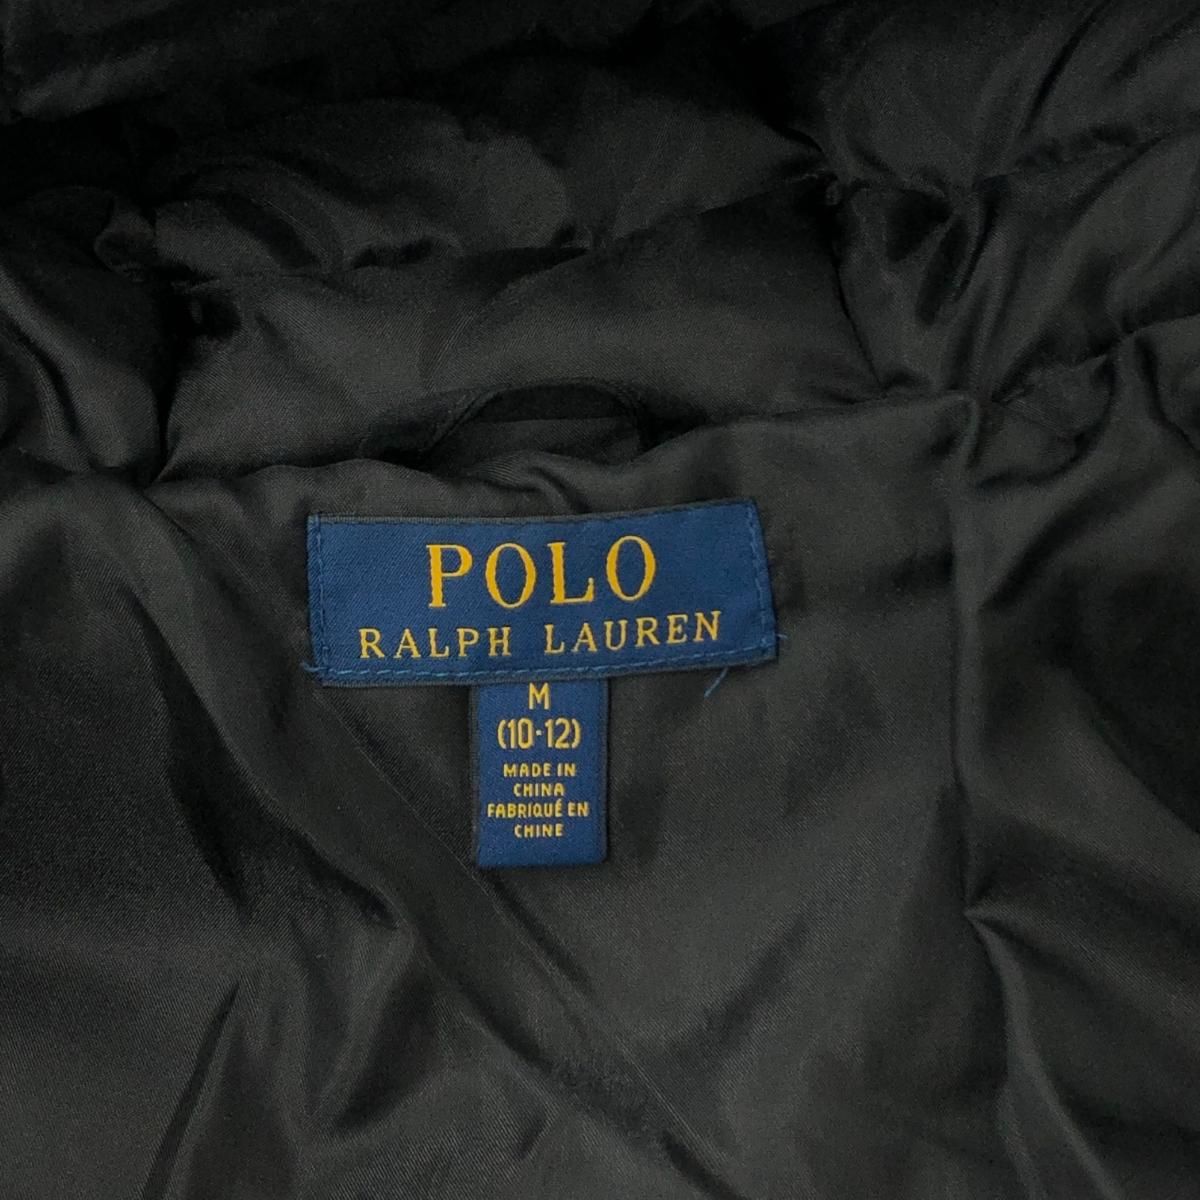 POLO
RALPH LAUREN
M
(10-12)
MADE IN
CHINA
FABRIQUÉ EN
CHINE